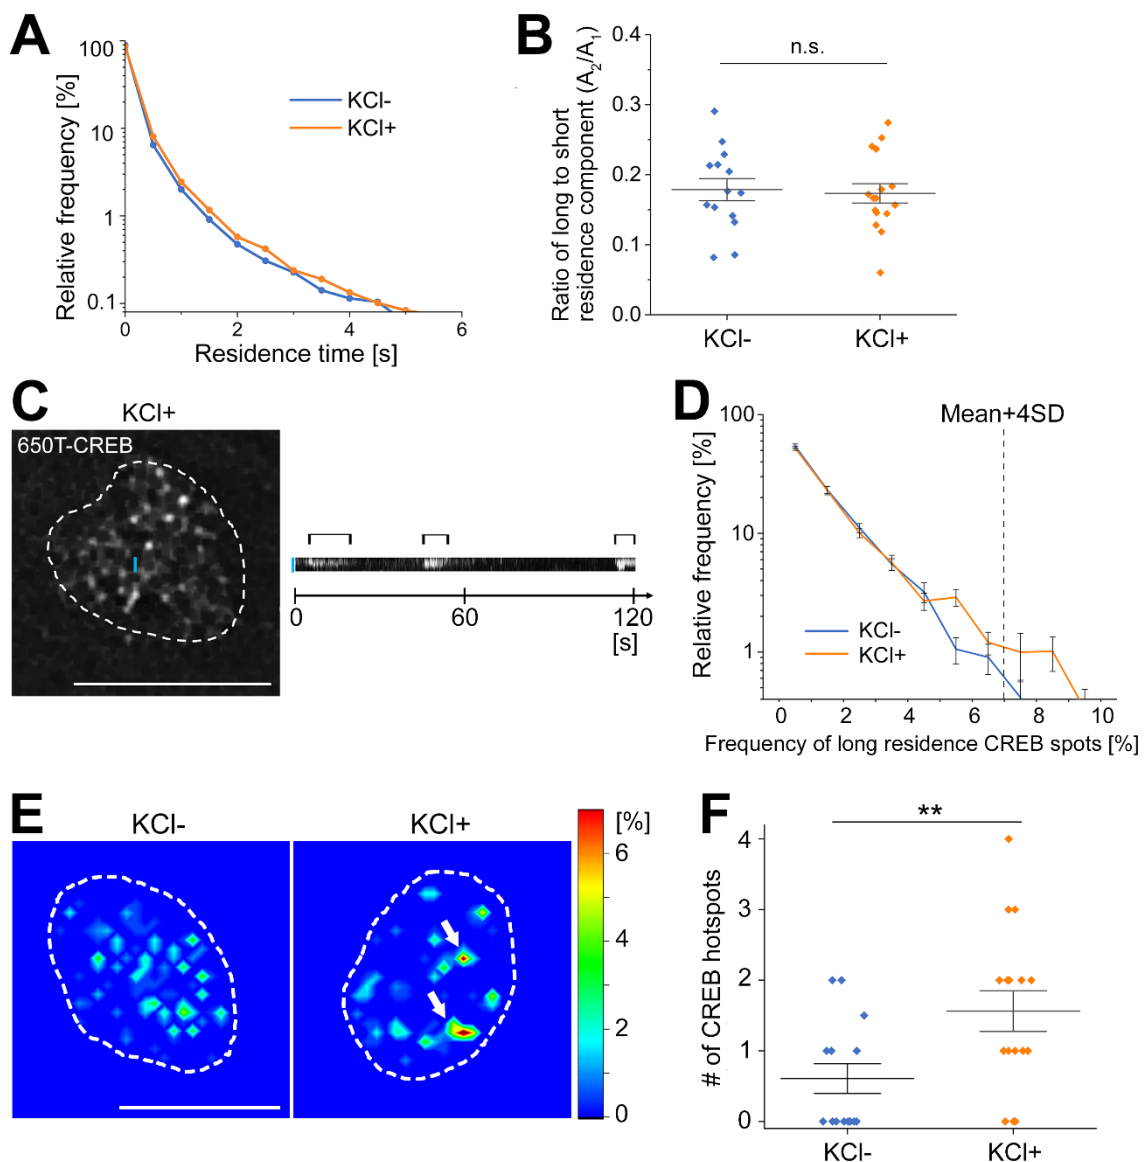 A
Relative frequency [%]
100
10
1
0.1
0
2
4
6
Residence time [s]
KCl-
KCl+
B
Ratio of long to short
residence component (A2/A1)
0.4
0.3
0.2
0.1
0.0
n.s.
KCl-
KCl+
C
KCl+
650T-CREB
0
60
120
[s]
D
Mean+4SD
Relative frequency [%]
100
10
1
KCl-
KCl+
0
2
4
6
8
10
Frequency of long residence CREB spots [%]
E
KCl-
KCl+
[%]
6
4
2
0
F
**
# of CREB hotspots
4
3
2
1
0
KCl-
KCl+